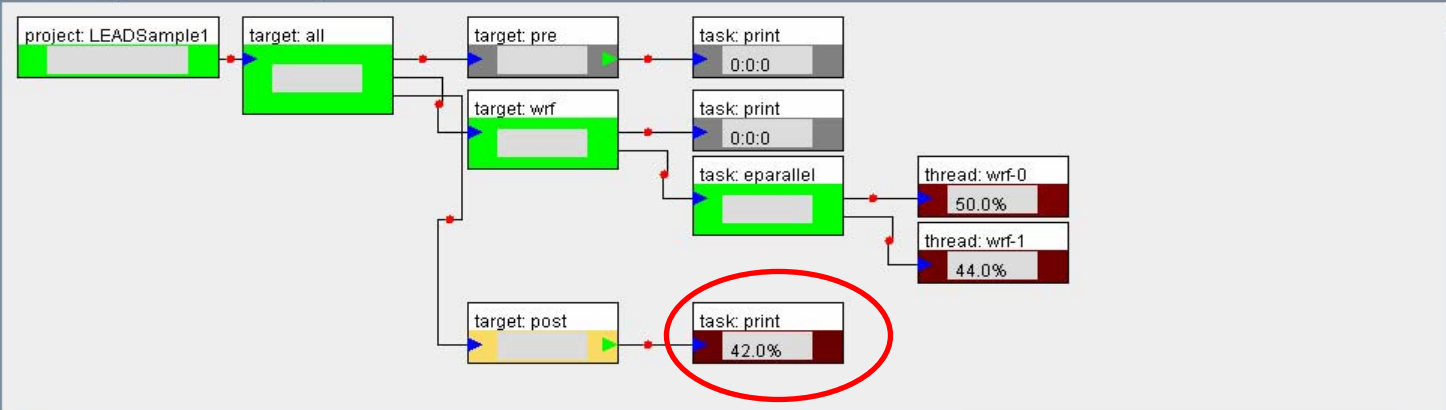 project: LEADSample1
target: all
target: pre
task: print
0:0:0
target: wrf
task: print
0:0:0
task: eparallel
thread: wrf-0
50.0%
thread: wrf-1
44.0%
target: post
task: print
42.0%